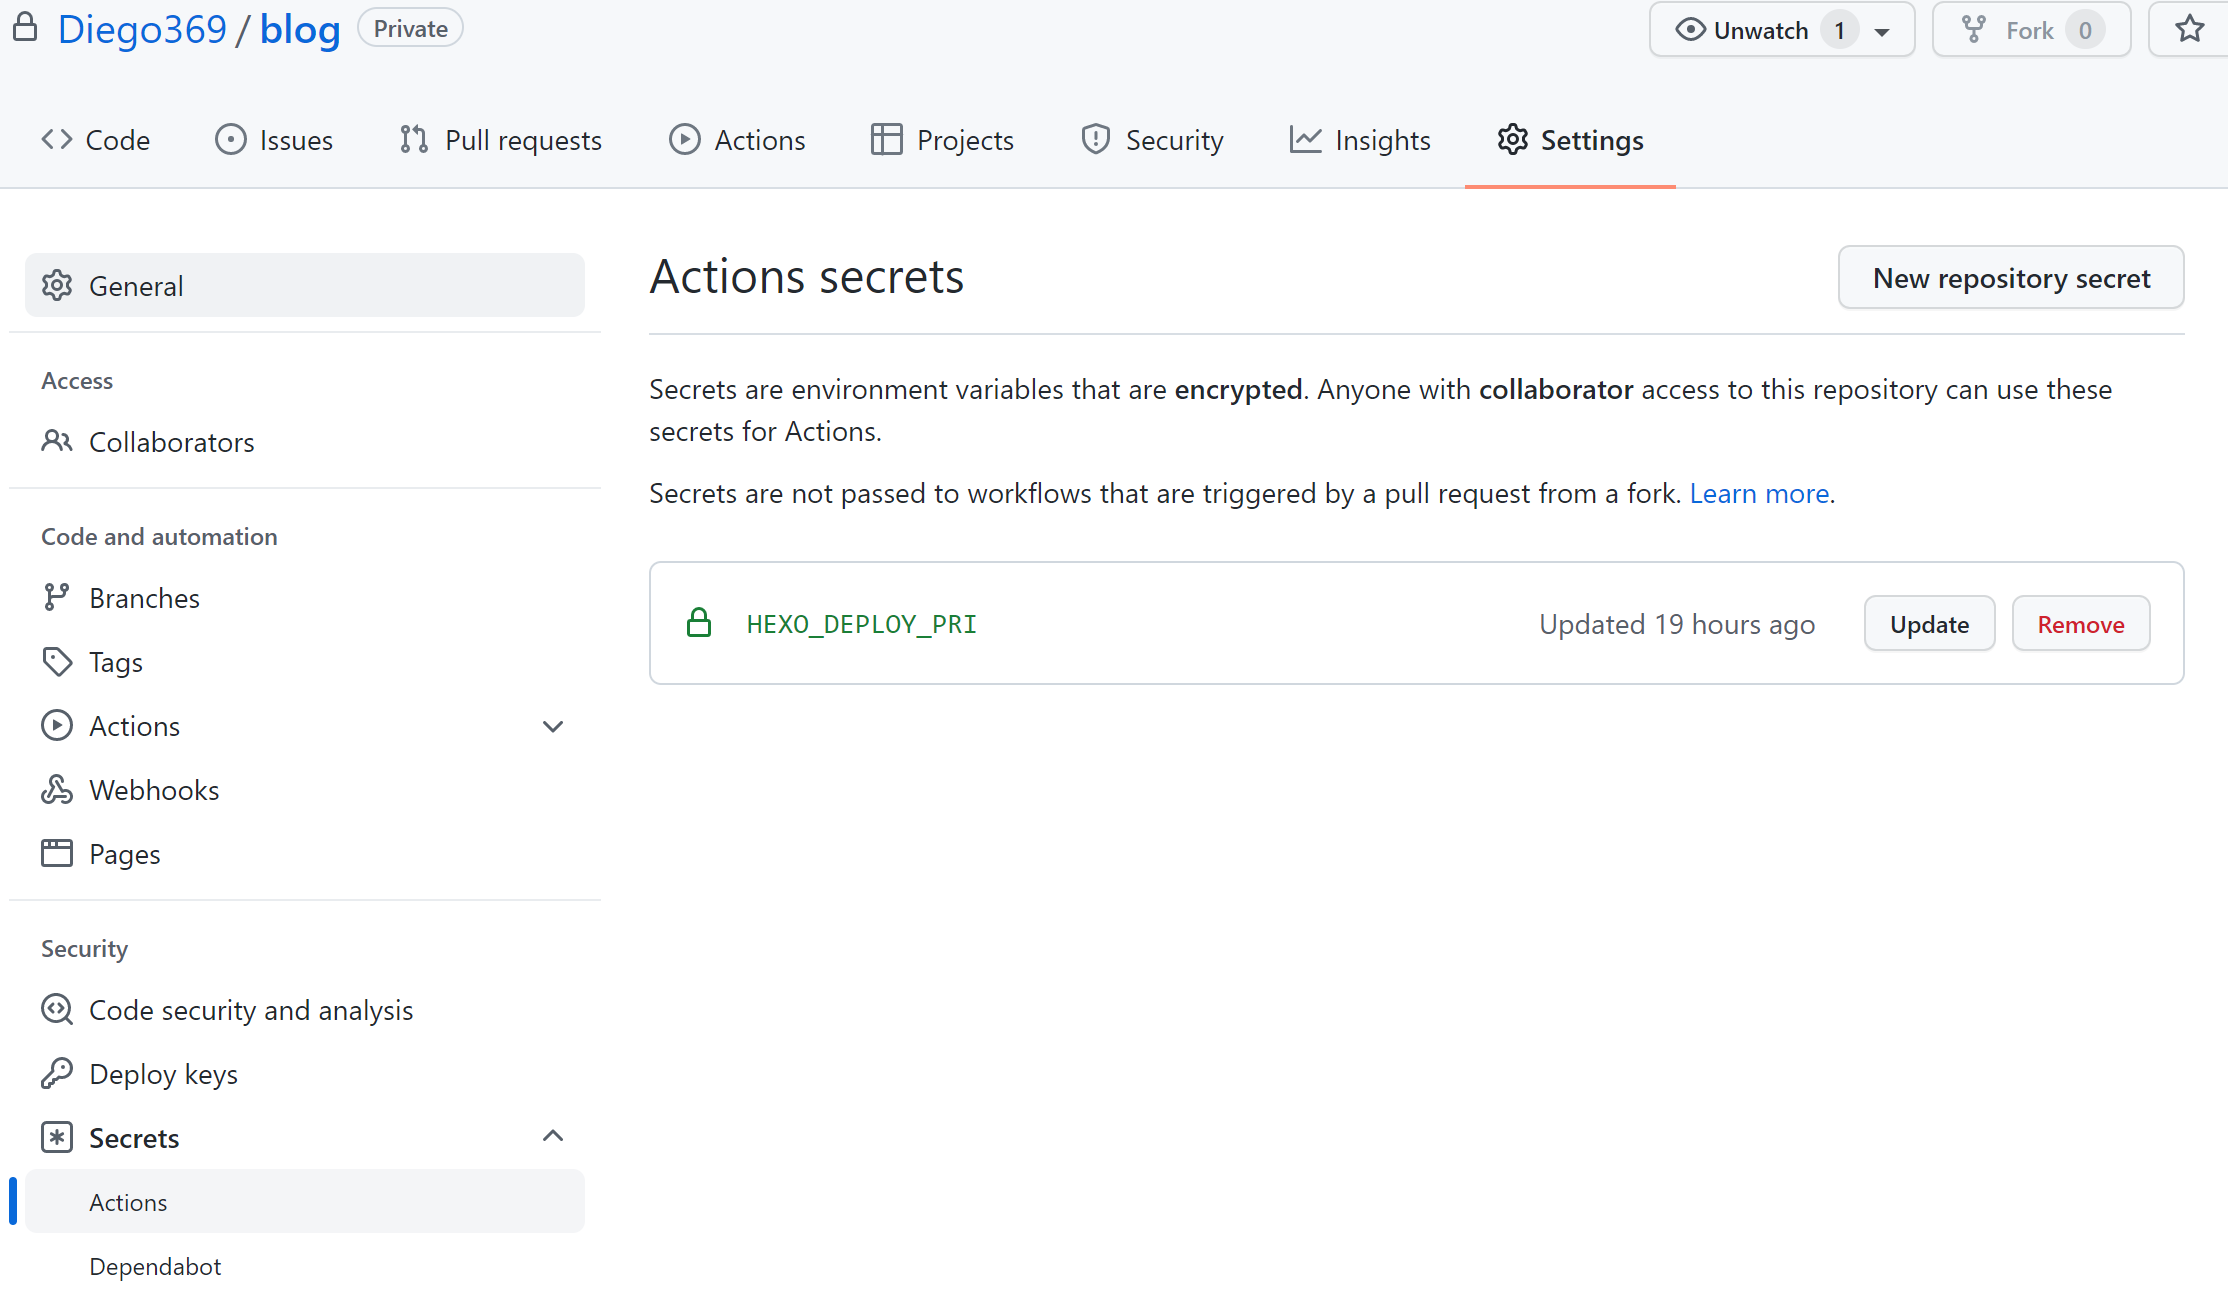 Diego369 / blog Private Unwatch 1 Fork 0
Code Issues Pull requests Actions Projects Security Insights Settings
General
Access
Collaborators
Code and automation
Branches
Tags
Actions
Webhooks
Pages
Security
Code security and analysis
Deploy keys
Secrets
Actions
Dependabot
Actions secrets New repository secret
Secrets are environment variables that are encrypted. Anyone with collaborator access to this repository can use these
secrets for Actions.
Secrets are not passed to workflows that are triggered by a pull request from a fork. Learn more.
HEXO_DEPLOY_PRI Updated 19 hours ago Update Remove